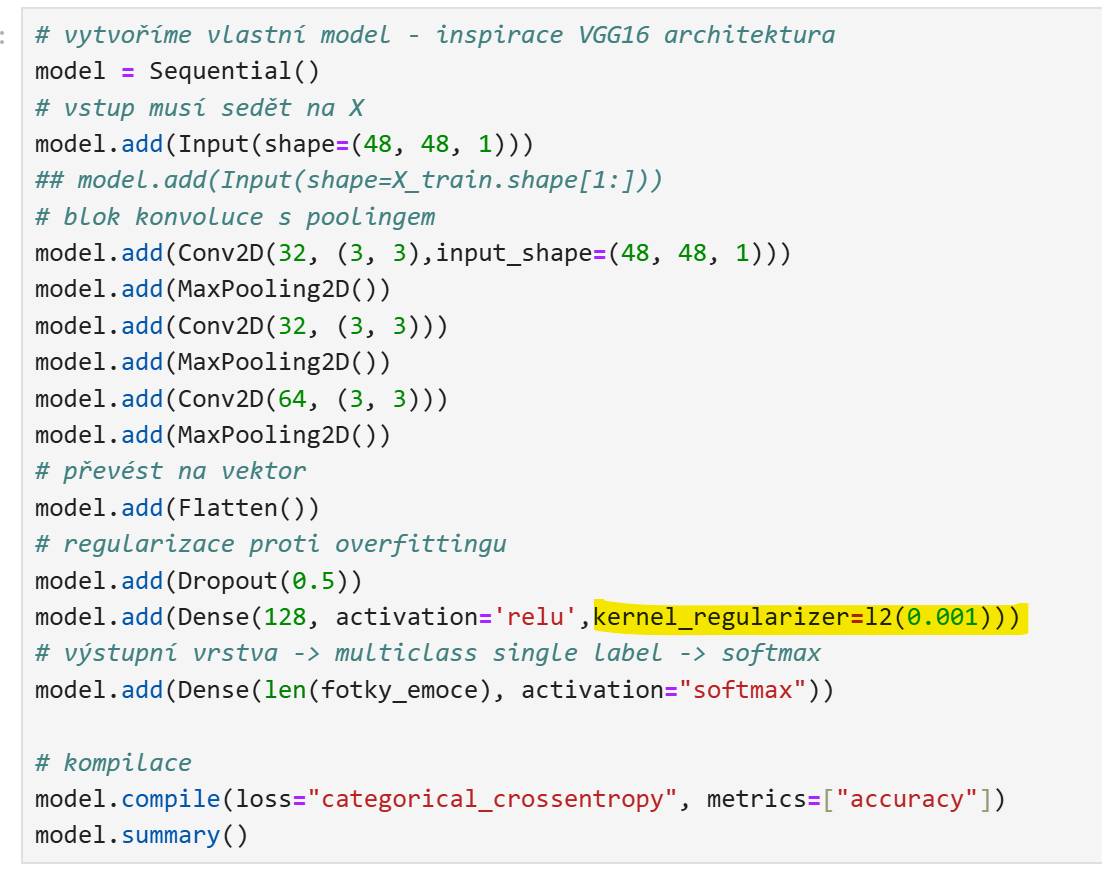 :
# vytvoříme vlastní model - inspirace VGG16 architektura
model = Sequential()
# vstup musí sedět na X
model.add(Input(shape=(48, 48, 1)))
## model.add(Input(shape=X_train.shape[1:]))
# blok konvoluce s poolingem
model.add(Conv2D(32, (3, 3),input_shape=(48, 48, 1)))
model.add(MaxPooling2D())
model.add(Conv2D(32, (3, 3)))
model.add(MaxPooling2D())
model.add(Conv2D(64, (3, 3)))
model.add(MaxPooling2D())
# převést na vektor
model.add(Flatten())
# regularizace proti overfittingu
model.add(Dropout(0.5))
model.add(Dense(128, activation='relu',kernel_regularizer=l2(0.001)))
# výstupní vrstva -> multiclass single label -> softmax
model.add(Dense(len(fotky_emoce), activation="softmax"))
# kompilace
model.compile(loss="categorical_crossentropy", metrics=["accuracy"])
model.summary()